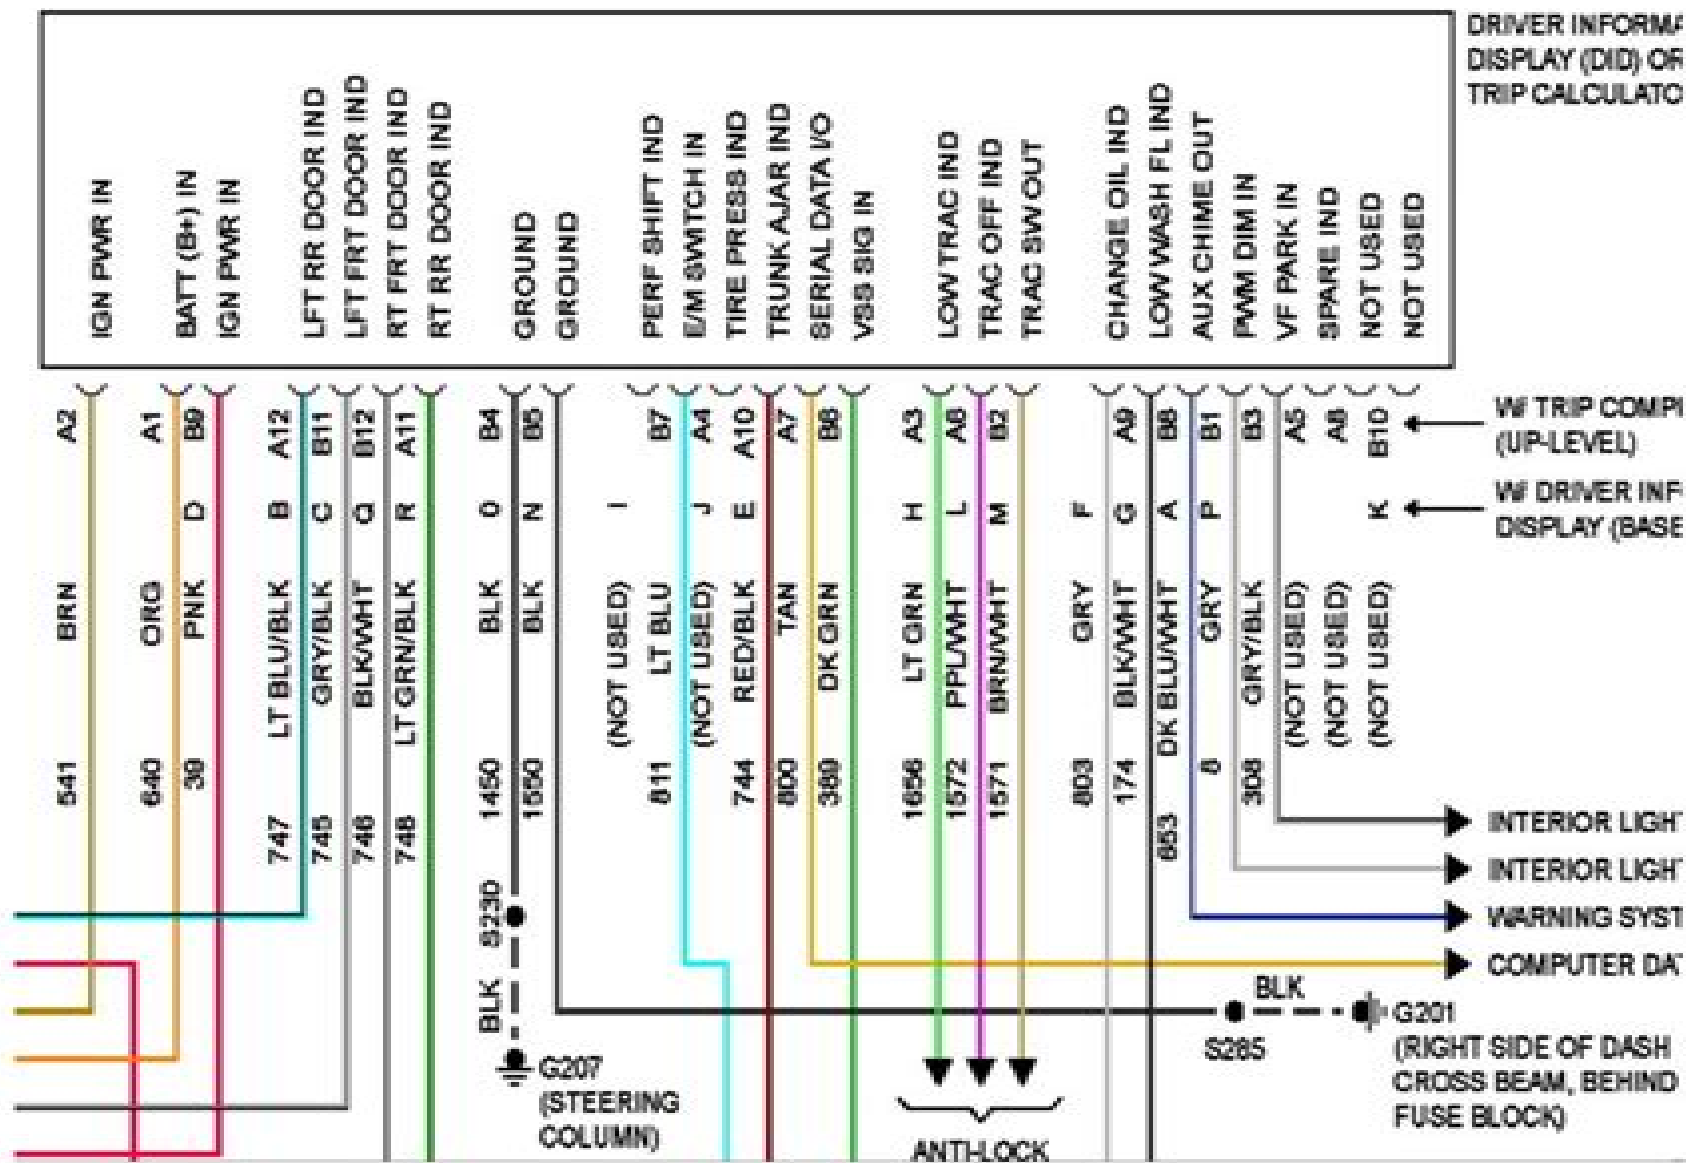 DRIVER INFORMA
DISPLAY (DID) OR
TRIP CALCULATO
IGN PWR IN
BATT (B+) IN
IGN PWR IN
LFT RR DOOR IND
LFT FRT DOOR IND
RT FRT DOOR IND
RT RR DOOR IND
GROUND
GROUND
PERF SHIFT IND
E/M SWITCH IN
TIRE PRESS IND
TRUNK AJAR IND
SERIAL DATA I/O
VSS SIG IN
LOW TRAC IND
TRAC OFF IND
TRAC SW OUT
CHANGE OIL IND
LOW WASH FL IND
AUX CHIME OUT
PWM DIM IN
VF PARK IN
SPARE IND
NOT USED
NOT USED
A2
A1
B9
A12
B11
B12
A11
B4
B5
B7
A4
A10
A7
B6
A3
A6
B2
A9
B8
B1
B3
A5
A8
B10
W/ TRIP COMP
(UP-LEVEL)
D
B
C
Q
R
O
N
I
J
E
H
L
M
F
G
A
P
K
W/ DRIVER INF
DISPLAY (BASE
BRN
ORG
PNK
LT BLU/BLK
GRY/BLK
BLK/WHT
LT GRN/BLK
BLK
BLK
(NOT USED)
LT BLU
(NOT USED)
RED/BLK
TAN
DK GRN
LT GRN
PPL/WHT
BRN/WHT
GRY
BLK/WHT
DK BLU/WHT
GRY
GRY/BLK
(NOT USED)
(NOT USED)
(NOT USED)
541
640
39
747
745
746
748
1450
1550
811
744
800
389
1656
1572
1571
803
174
853
8
308
INTERIOR LIGHT
INTERIOR LIGHT
WARNING SYST
COMPUTER DAT
S230
BLK
G207
(STEERING
COLUMN)
BLK
S285
G201
(RIGHT SIDE OF DASH
CROSS BEAM, BEHIND
FUSE BLOCK)
ANTI-LOCK